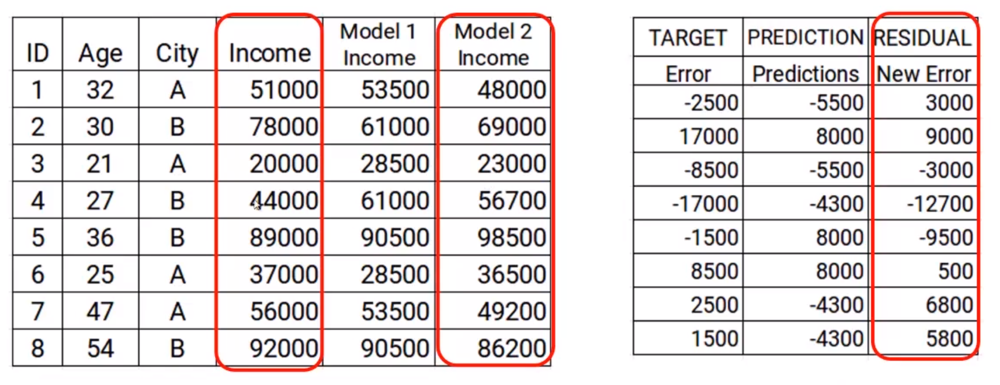 ID Age City Income Model 1 Income Model 2 Income
1 32 A 51000 53500 48000
2 30 B 78000 61000 69000
3 21 A 20000 28500 23000
4 27 B 44000 61000 56700
5 36 B 89000 90500 98500
6 25 A 37000 28500 36500
7 47 A 56000 53500 49200
8 54 B 92000 90500 86200
TARGET PREDICTION RESIDUAL
Error Predictions New Error
-2500 -5500 3000
17000 8000 9000
-8500 -5500 -3000
-17000 -4300 -12700
-1500 8000 -9500
8500 8000 500
2500 -4300 6800
1500 -4300 5800